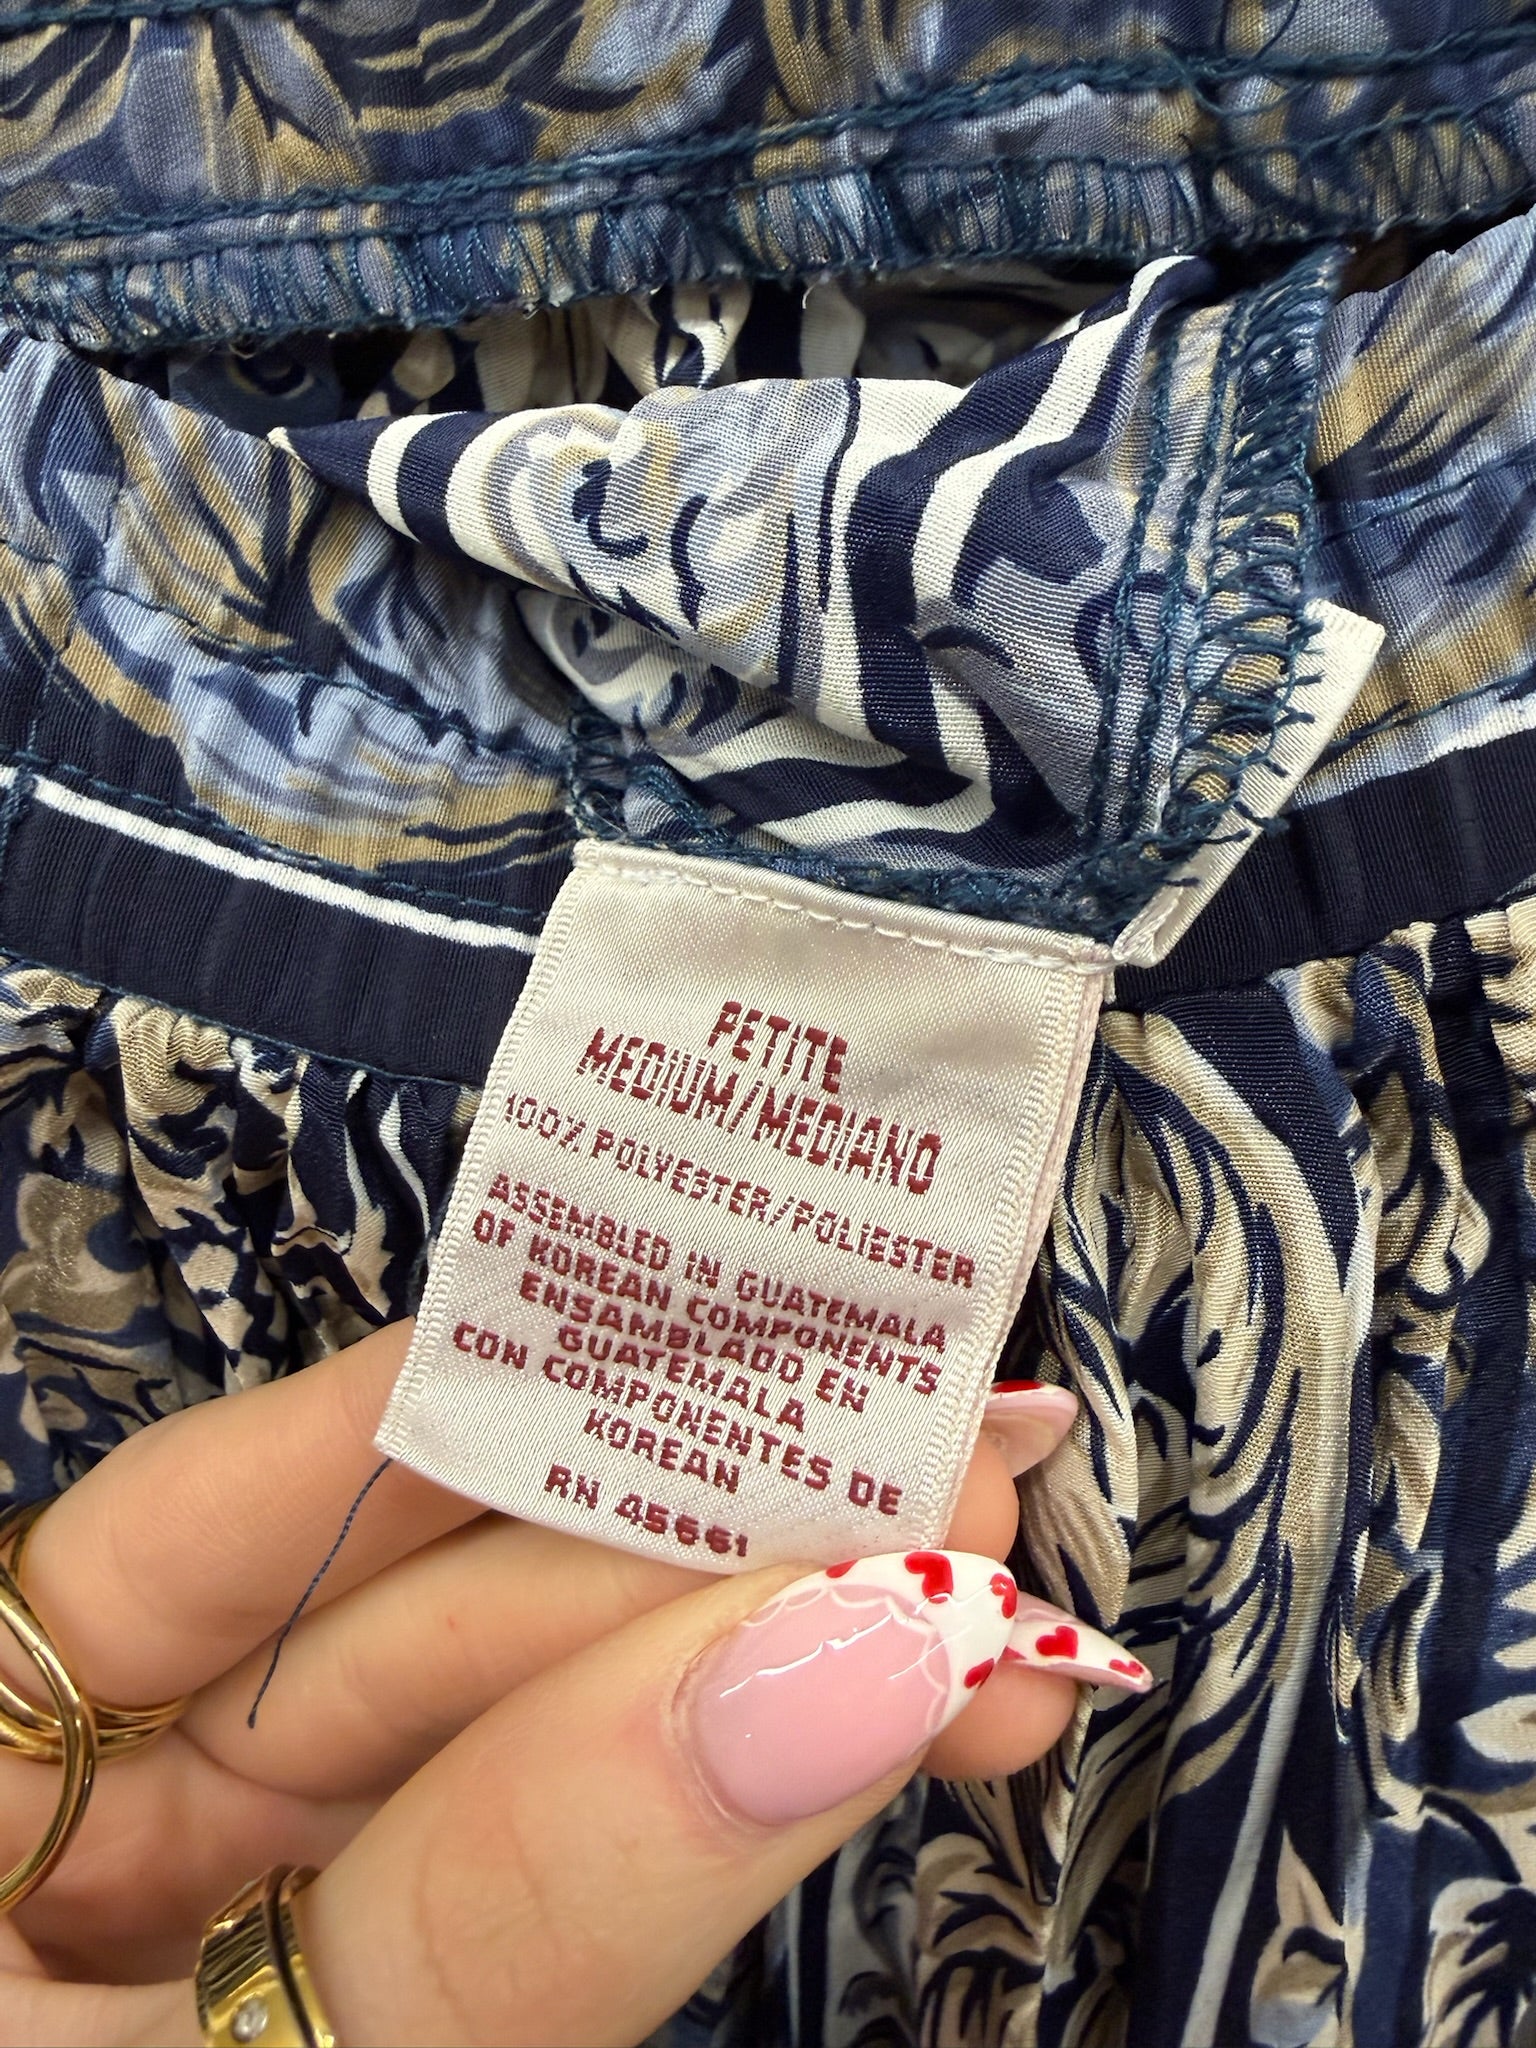 PETITE
MEDIUM/MEDIANO
100% POLYESTER/POLIESTER
ASSEMBLED IN GUATEMALA
OF KOREAN COMPONENTS
ENSAMBLADO EN
GUATEMALA
CON COMPONENTES DE
KOREAN
RN 45661